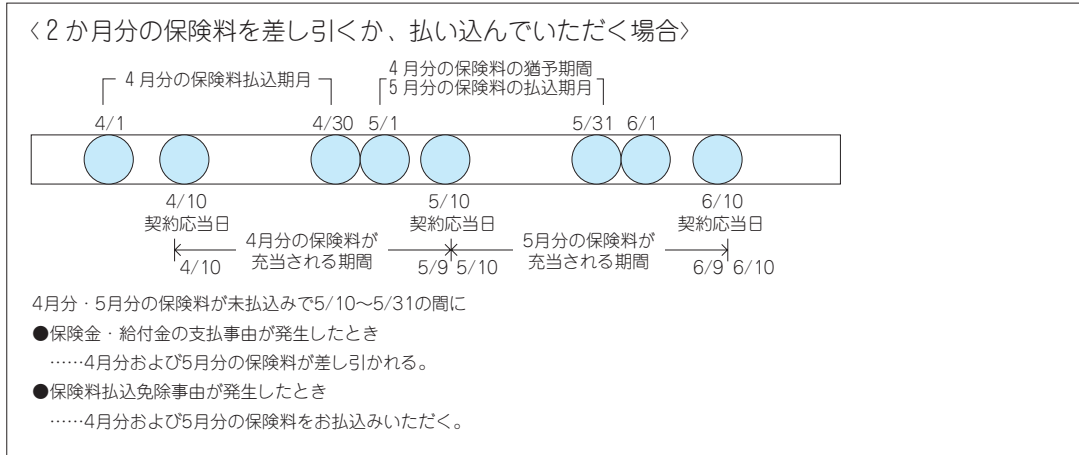 〈2か月分の保険料を差し引くか、払い込んでいただく場合〉
4月分の保険料払込期月
4月分の保険料の猶予期間
5月分の保険料の払込期月
4/1
4/30
5/1
5/31
6/1
4/10
契約応当日
5/10
契約応当日
6/10
契約応当日
4月分の保険料が
充当される期間
5月分の保険料が
充当される期間
4/10
5/9
5/10
6/9
6/10
4月分・5月分の保険料が未払込みで5/10～5/31の間に
●保険金・給付金の支払事由が発生したとき
……4月分および5月分の保険料が差し引かれる。
●保険料払込免除事由が発生したとき
……4月分および5月分の保険料をお払込みいただく。